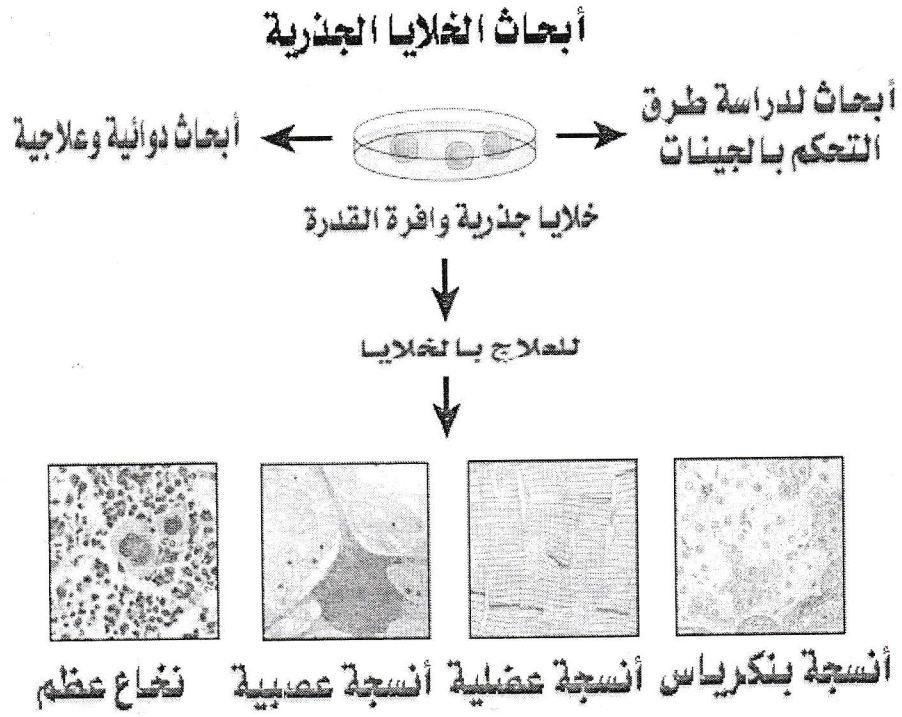 أبحاث الخلايا الجذرية
أبحاث لدراسة طرق
التحكم بالجينات
أبحاث دوائية وعلاجية
خلايا جذرية وافرة القدرة
للعلاج بالخلايا
أنسجة بنكرياس
أنسجة عضلية
أنسجة عصبية
نخاع عظم